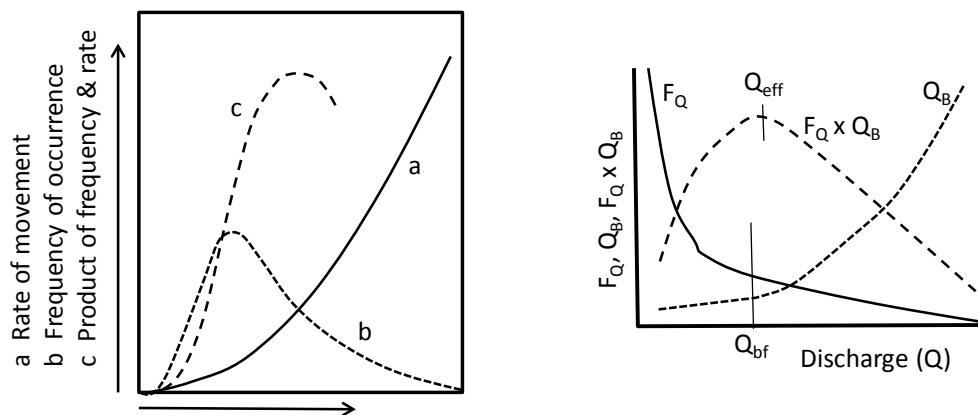 a Rate of movement
b Frequency of occurrence
c Product of frequency & rate
c
a
b
F_Q, Q_B, F_Q x Q_B
F_Q
Q_eff
Q_B
F_Q x Q_B
Q_bf
Discharge (Q)